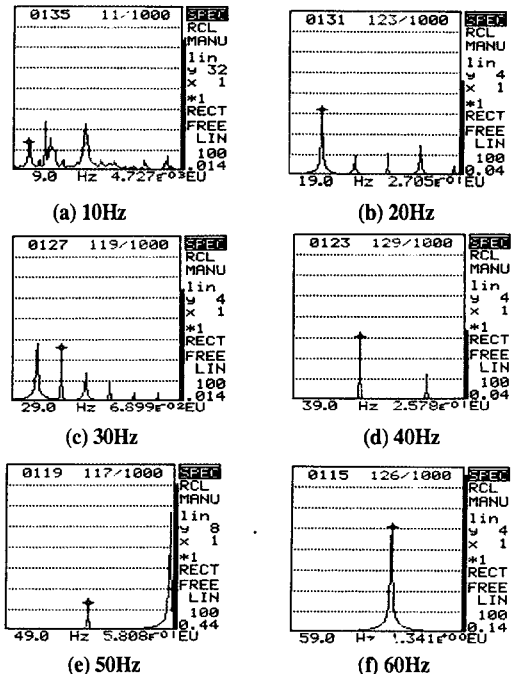 0135 11/1000 SPEC
RCL
MANU
lin
y 32
x 1
*1
RECT
FREE
LIN
100
.014
9.0 Hz 4.727E-03EU
(a) 10Hz
0131 123/1000 SPEC
RCL
MANU
lin
y 4
x 1
*1
RECT
FREE
LIN
100
0.04
19.0 Hz 2.705E-01EU
(b) 20Hz
0127 119/1000 SPEC
RCL
MANU
lin
y 4
x 1
*1
RECT
FREE
LIN
100
.014
29.0 Hz 6.899E-02EU
(c) 30Hz
0123 129/1000 SPEC
RCL
MANU
lin
y 4
x 1
*1
RECT
FREE
LIN
100
0.04
39.0 Hz 2.578E-01EU
(d) 40Hz
0119 117/1000 SPEC
RCL
MANU
lin
y 8
x 1
*1
RECT
FREE
LIN
100
0.44
49.0 Hz 5.808E-01EU
(e) 50Hz
0115 126/1000 SPEC
RCL
MANU
lin
y 4
x 1
*1
RECT
FREE
LIN
100
0.14
59.0 Hz
(f) 60Hz